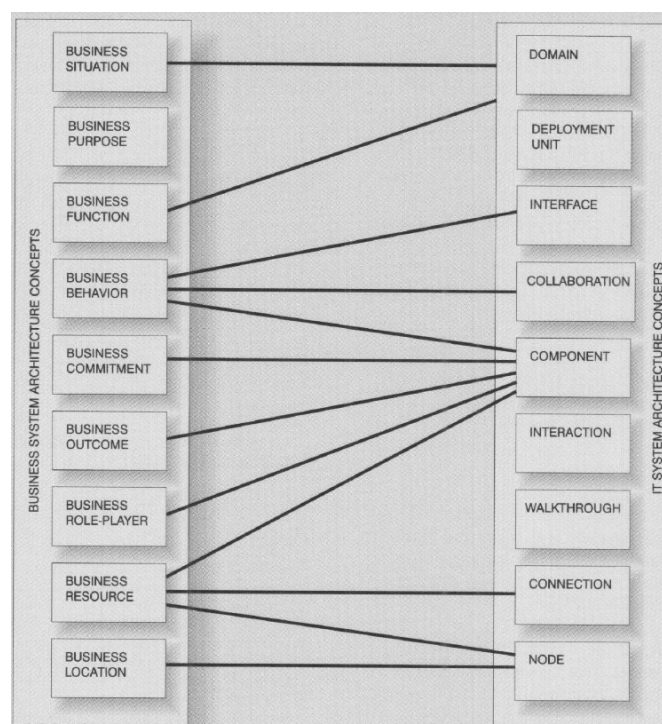 BUSINESS SYSTEM ARCHITECTURE CONCEPTS
BUSINESS
SITUATION
BUSINESS
PURPOSE
BUSINESS
FUNCTION
BUSINESS
BEHAVIOR
BUSINESS
COMMITMENT
BUSINESS
OUTCOME
BUSINESS
ROLE-PLAYER
BUSINESS
RESOURCE
BUSINESS
LOCATION
DOMAIN
DEPLOYMENT
UNIT
INTERFACE
COLLABORATION
COMPONENT
INTERACTION
WALKTHROUGH
CONNECTION
NODE
IT SYSTEM ARCHITECTURE CONCEPTS